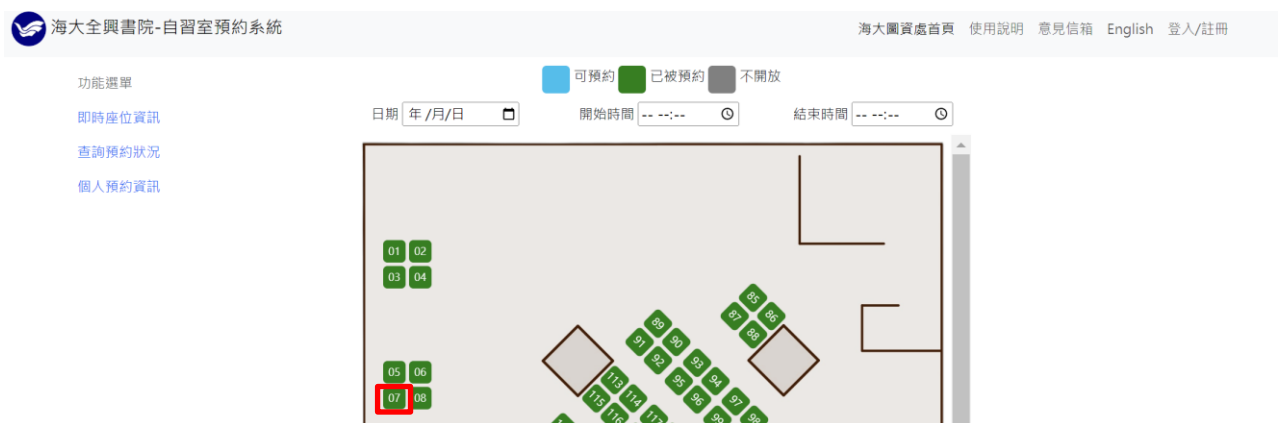 海大全興書院-自習室預約系統
海大圖資處首頁 使用說明 意見信箱 English 登入/註冊
功能選單
即時座位資訊
查詢預約狀況
個人預約資訊
可預約 已被預約 不開放
日期 年 /月/日 開始時間 -- --:-- 結束時間 -- --:--
01 02
03 04
05 06
07 08
85 86
87 88
89 90
91 92
93 94
95 96
97 98
99
113 114
115 116
117